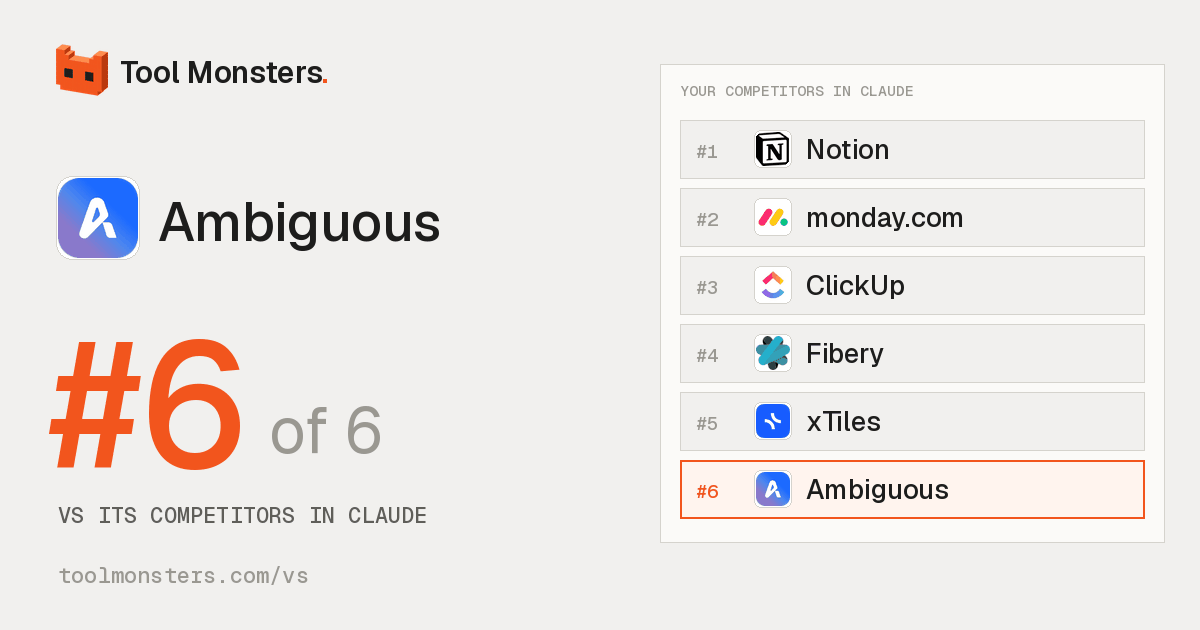 Tool Monsters.
Ambiguous
#6 of 6
VS ITS COMPETITORS IN CLAUDE
toolmonsters.com/vs
YOUR COMPETITORS IN CLAUDE
#1 Notion
#2 monday.com
#3 ClickUp
#4 Fibery
#5 xTiles
#6 Ambiguous